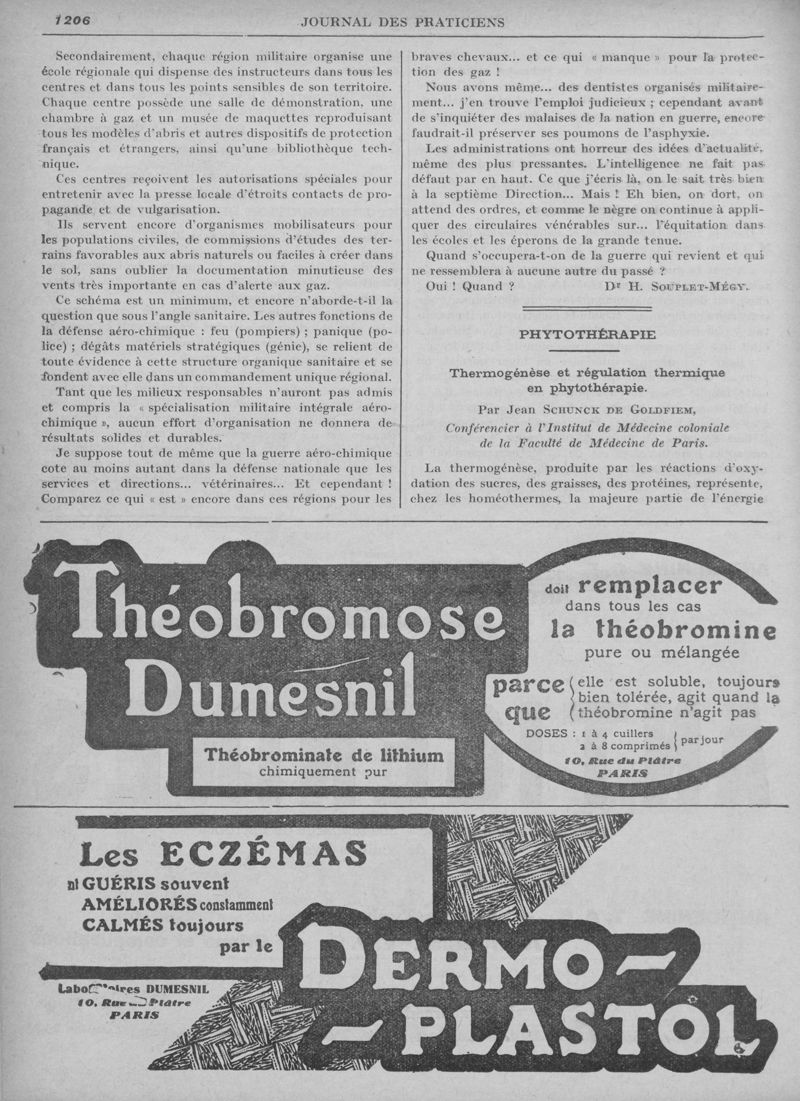 1206
JOURNAL DES PRATICIENS
Secondairement, chaque région militaire organise une
école régionale qui dispense des instructeurs dans tous les
centres et dans tous les points sensibles de son territoire.
Chaque centre possède une salle de démonstration, une
chambre à gaz et un musée de maquettes reproduisant
tous les modèles d'abris et autres dispositifs de protection
français et étrangers, ainsi qu'une bibliothèque tech-
nique.
Ces centres reçoivent les autorisations spéciales pour
entretenir avec la presse locale d'étroits contacts de pro-
pagande et de vulgarisation.
Ils servent encore d'organismes mobilisateurs pour
les populations civiles, de commissions d'études des ter-
rains favorables aux abris naturels ou faciles à créer dans
le sol, sans oublier la documentation minutieuse des
vents très importante en cas d'alerte aux gaz.
Ce schéma est un minimum, et encore n'aborde-t-il la
question que sous l'angle sanitaire. Les autres fonctions de
la défense aéro-chimique : feu (pompiers) ; panique (po-
lice) ; dégâts matériels stratégiques (génie), se relient de
toute évidence à cette structure organique sanitaire et se
fondent avec elle dans un commandement unique régional.
Tant que les milieux responsables n'auront pas admis
et compris la « spécialisation militaire intégrale aéro-
chimique », aucun effort d'organisation ne donnera de
résultats solides et durables.
Je suppose tout de même que la guerre aéro-chimique
cote au moins autant dans la défense nationale que les
services et directions... vétérinaires... Et cependant !
Comparez ce qui « est » encore dans ces régions pour les
braves chevaux... et ce qui « manque » pour la protec-
tion des gaz !
Nous avons même... des dentistes organisés militaire-
ment... j'en trouve l'emploi judicieux ; cependant avant
de s'inquiéter des malaises de la nation en guerre, encore
faudrait-il préserver ses poumons de l'asphyxie.
Les administrations ont horreur des idées d'actualité,
même des plus pressantes. L'intelligence ne fait pas
défaut par en haut. Ce que j'écris là, on le sait très bien
à la septième Direction... Mais ! Eh bien, on dort, on
attend des ordres, et comme le nègre on continue à appli-
quer des circulaires vénérables sur... l'équitation dans
les écoles et les éperons de la grande tenue.
Quand s'occupera-t-on de la guerre qui revient et qui
ne ressemblera à aucune autre du passé ?
Oui ! Quand ? Dr H. SOUPLET-MÉGY.
PHYTOTHÉRAPIE
Thermogénèse et régulation thermique
en phytothérapie.
Par Jean SCHUNCK DE GOLDFIEM,
Conférencier à l'Institut de Médecine coloniale
de la Faculté de Médecine de Paris.
La thermogénèse, produite par les réactions d'oxy-
dation des sucres, des graisses, des protéines, représente,
chez les homéothermes, la majeure partie de l'énergie
Théobromose
Dumesnil
Théobrominate de lithium
chimiquement pur
doit remplacer
dans tous les cas
la théobromine
pure ou mélangée
parce que
elle est soluble, toujours
bien tolérée, agit quand la
théobromine n'agit pas
DOSES : 1 à 4 cuillers
2 à 8 comprimés
par jour
10, Rue du Plâtre
PARIS
Les ECZÉMAS
GUÉRIS souvent
AMÉLIORÉS constamment
CALMÉS toujours
par le
DERMO-
-PLASTOL
DUMESNIL
10, Rue Plâtre
PARIS